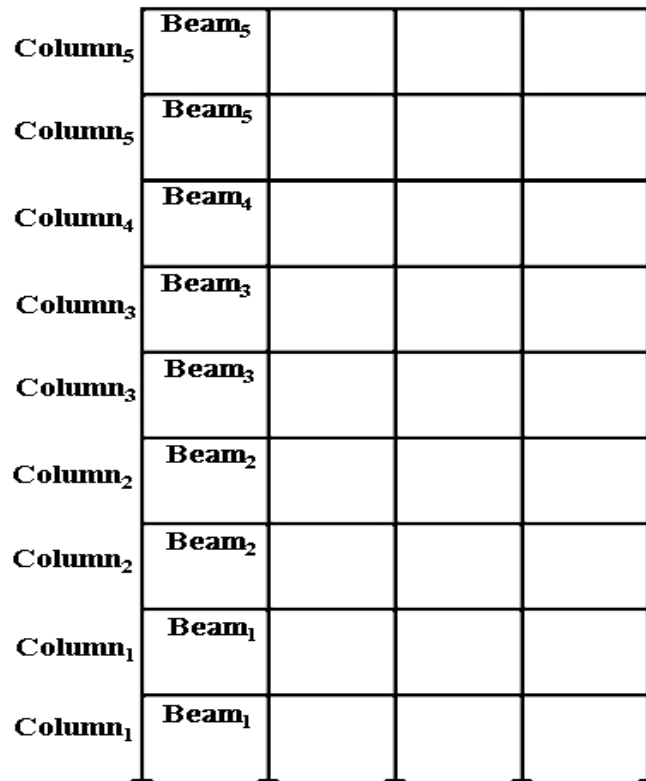 Beam₅
Column₅
Beam₅
Column₅
Beam₄
Column₄
Beam₃
Column₃
Beam₃
Column₃
Beam₂
Column₂
Beam₂
Column₂
Beam₁
Column₁
Beam₁
Column₁